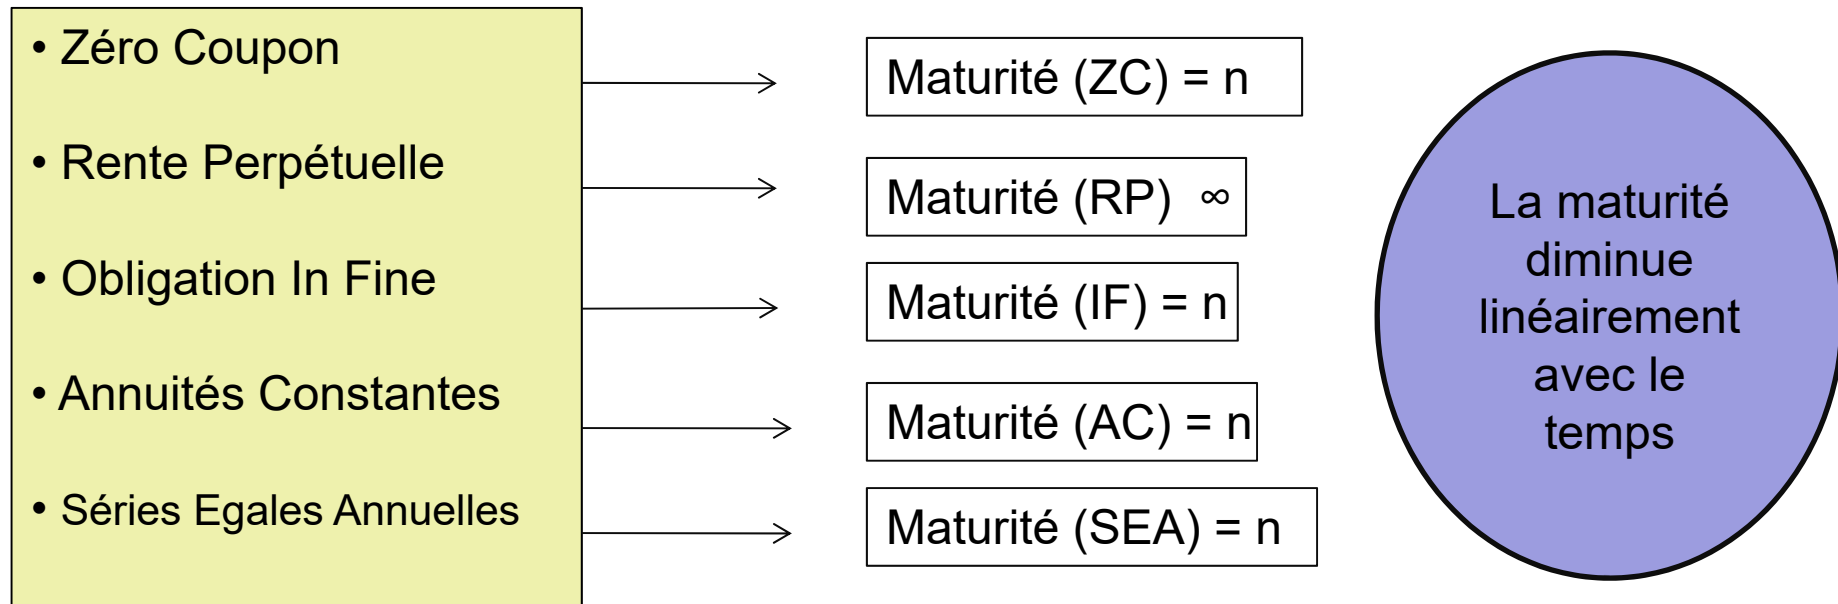 • Zéro Coupon
• Rente Perpétuelle
• Obligation In Fine
• Annuités Constantes
• Séries Egales Annuelles
Maturité (ZC) = n
Maturité (RP) ∞
Maturité (IF) = n
Maturité (AC) = n
Maturité (SEA) = n
La maturité
diminue
linéairement
avec le
temps